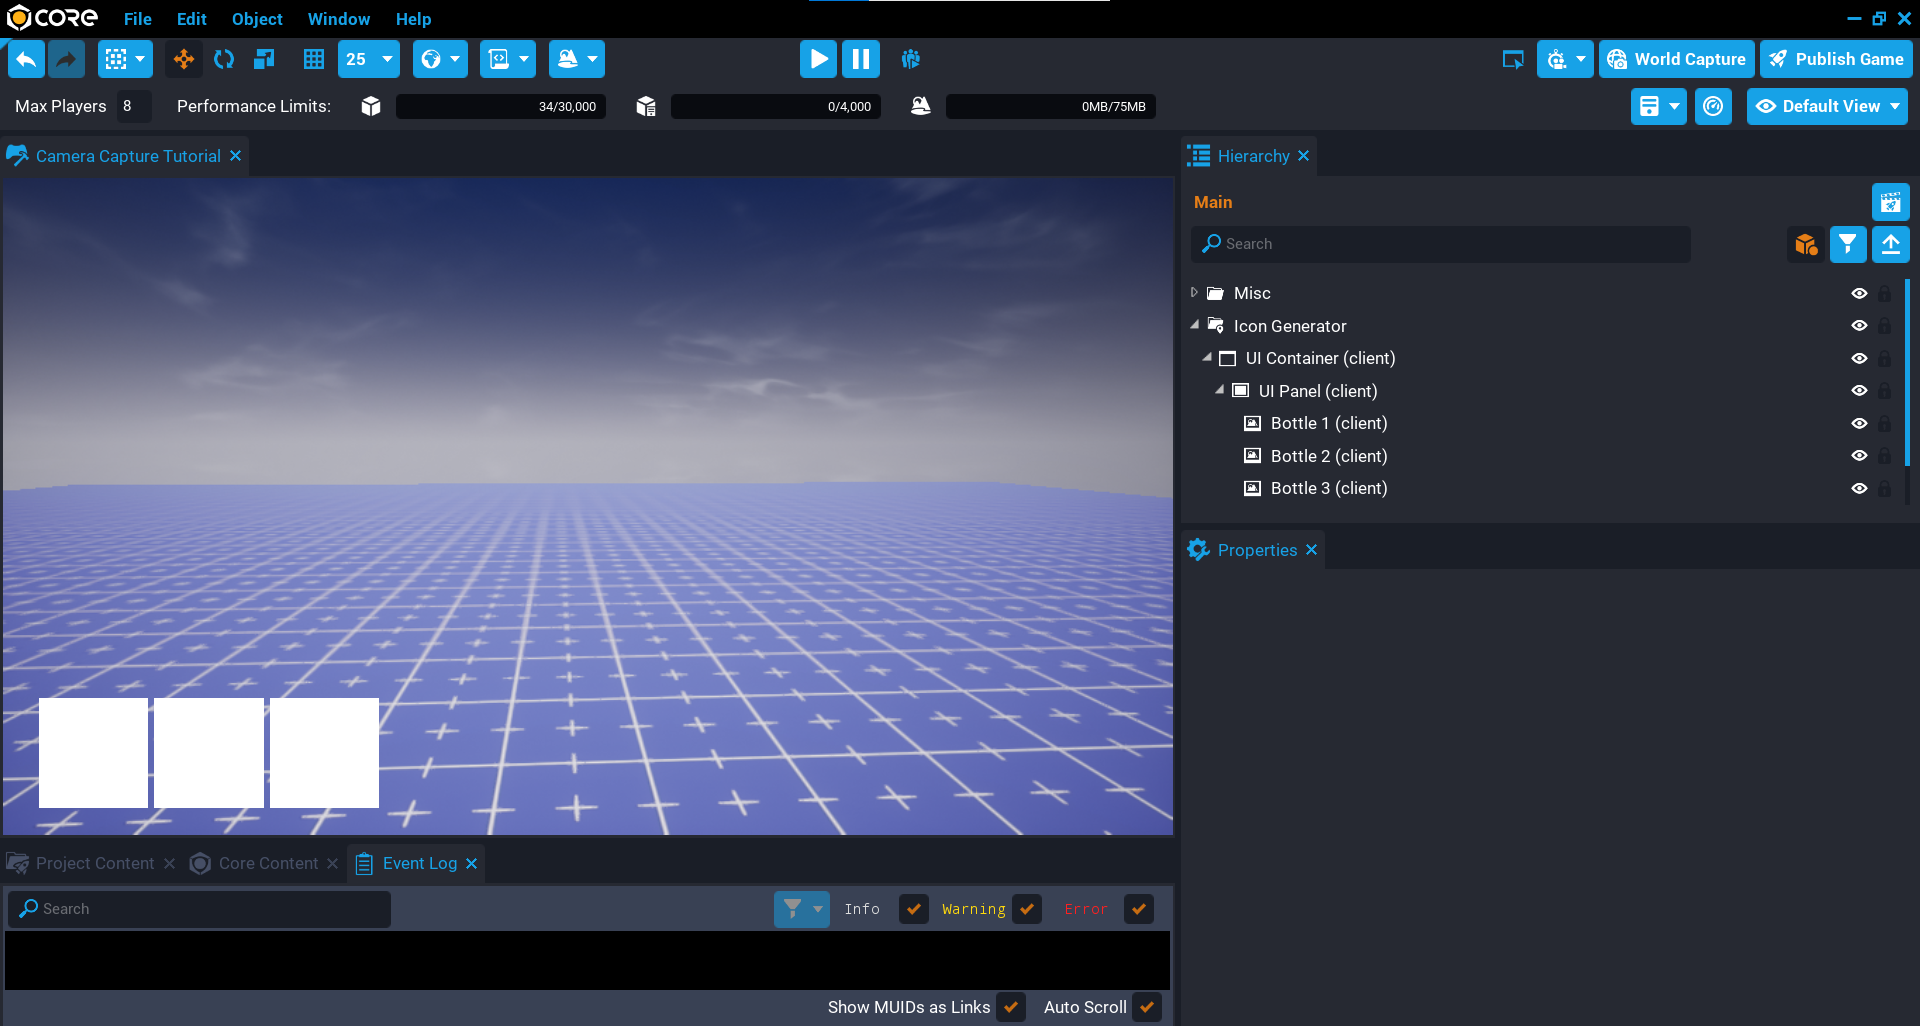 CORE File Edit Object Window Help
25 World Capture Publish Game
Max Players 8 Performance Limits: 34/30,000 0/4,000 0MB/75MB Default View
Camera Capture Tutorial
Hierarchy
Main
Search
Misc
Icon Generator
UI Container (client)
UI Panel (client)
Bottle 1 (client)
Bottle 2 (client)
Bottle 3 (client)
Properties
Project Content Core Content Event Log
Search Info Warning Error
Show MUIDs as Links Auto Scroll